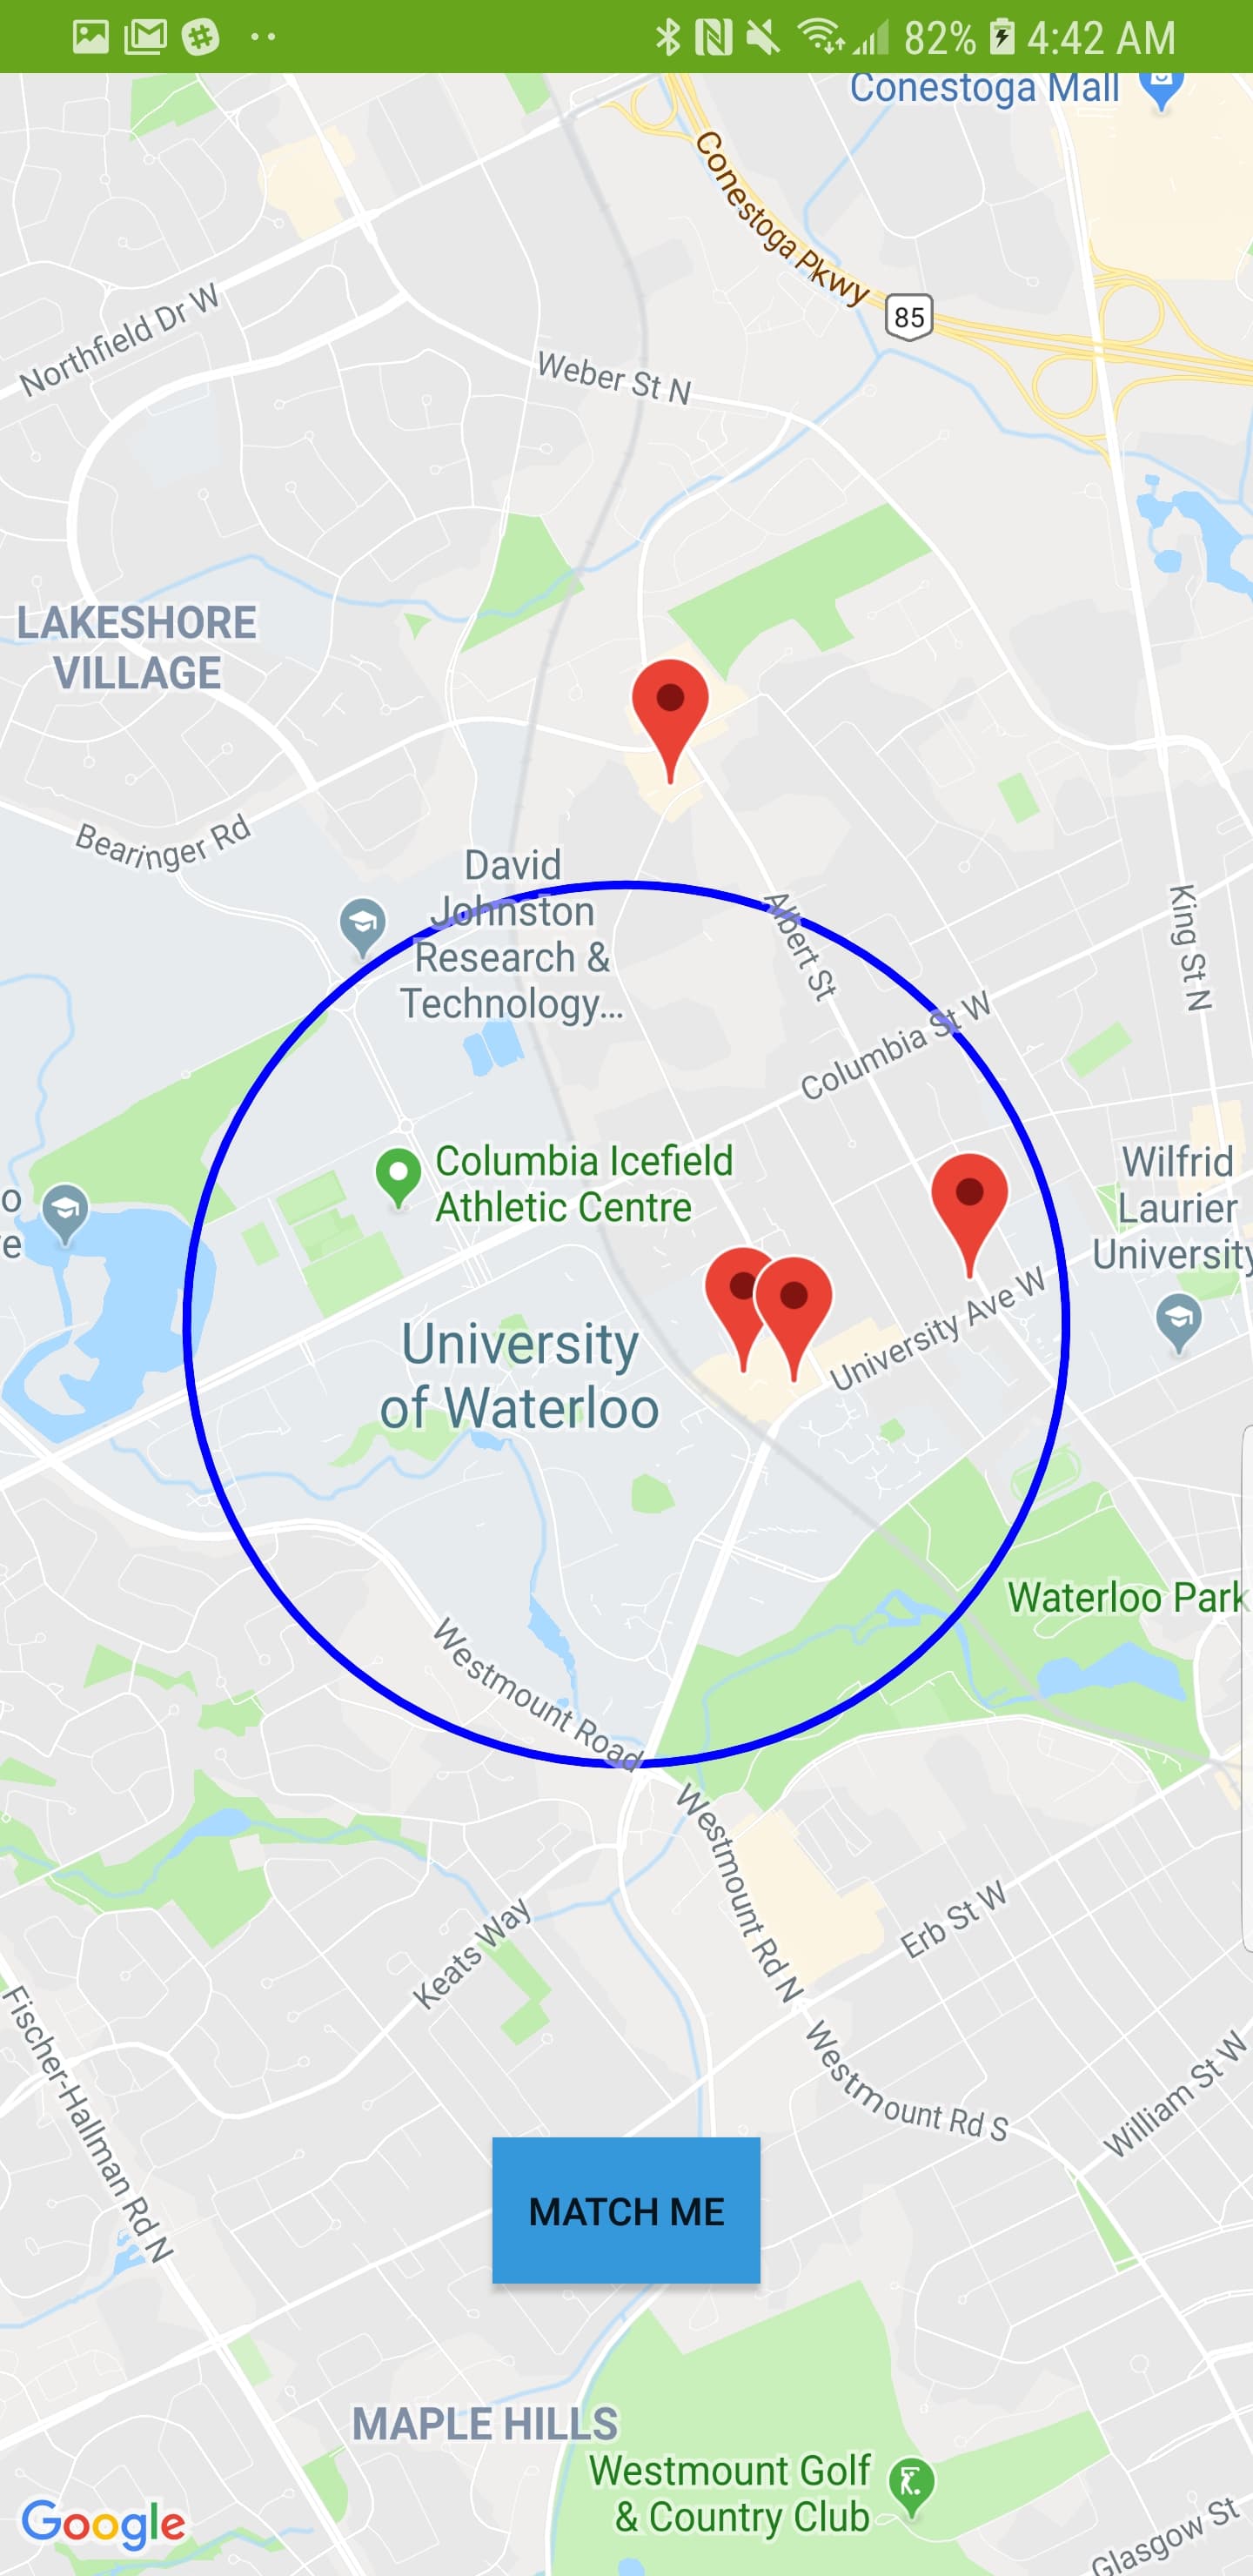 82% 4:42 AM
Conestoga Mall
Conestoga Pkwy
85
Northfield Dr W
Weber St N
LAKESHORE
VILLAGE
Bearinger Rd
David
Johnston
Research &
Technology...
Albert St
King St N
Columbia St W
Columbia Icefield
Athletic Centre
Wilfrid
Laurier
University
o
e
University Ave W
University
of Waterloo
Waterloo Park
Westmount Road
Westmount Rd N
Erb St W
Keats Way
Fischer-Hallman Rd N
Westmount Rd S
William St W
MATCH ME
MAPLE HILLS
Westmount Golf
& Country Club
Google
Glasgow St